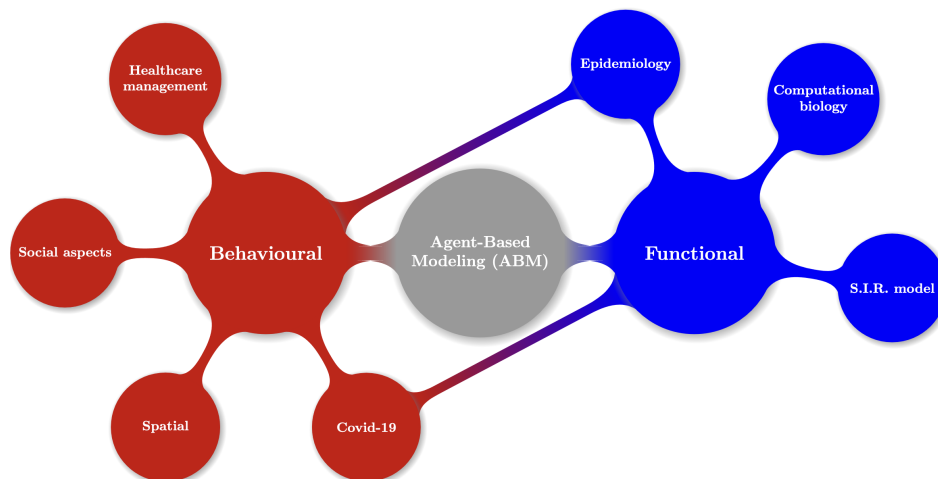 Epidemiology
Healthcare
management
Computational
biology
Social aspects
Behavioural
Agent-Based
Modeling (ABM)
Functional
S.I.R. model
Spatial
Covid-19